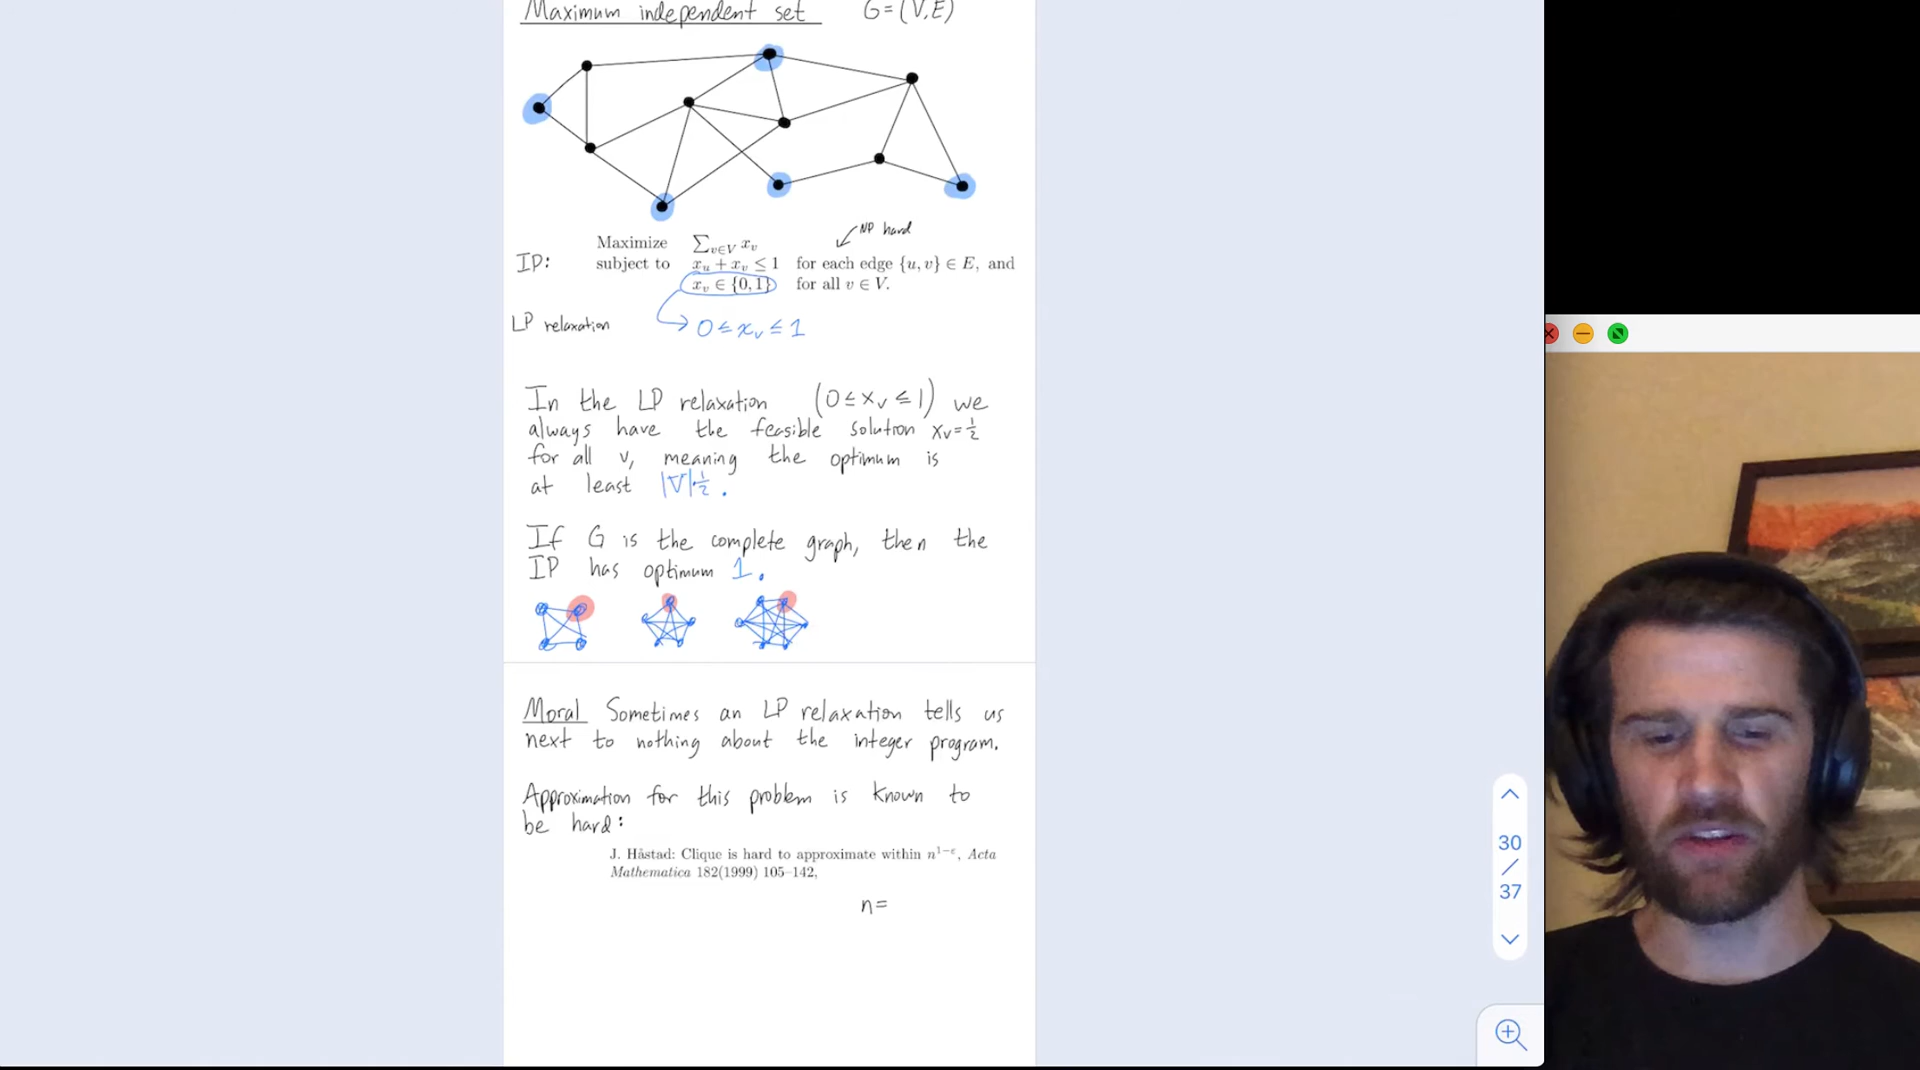 Maximum independent set G=(V,E)
NP hard
IP: Maximize ∑v∈V xv
subject to xu + xv ≤ 1 for each edge {u, v} ∈ E, and
xv ∈ {0, 1} for all v ∈ V.
LP relaxation 0 ≤ xv ≤ 1
In the LP relaxation (0 ≤ xv ≤ 1) we
always have the feasible solution xv=1/2
for all v, meaning the optimum is
at least |V|·1/2.
If G is the complete graph, then the
IP has optimum 1.
Moral Sometimes an LP relaxation tells us
next to nothing about the integer program.
Approximation for this problem is known to
be hard:
J. Håstad: Clique is hard to approximate within n^{1−ε}, Acta
Mathematica 182(1999) 105–142,
n=
30
/
37